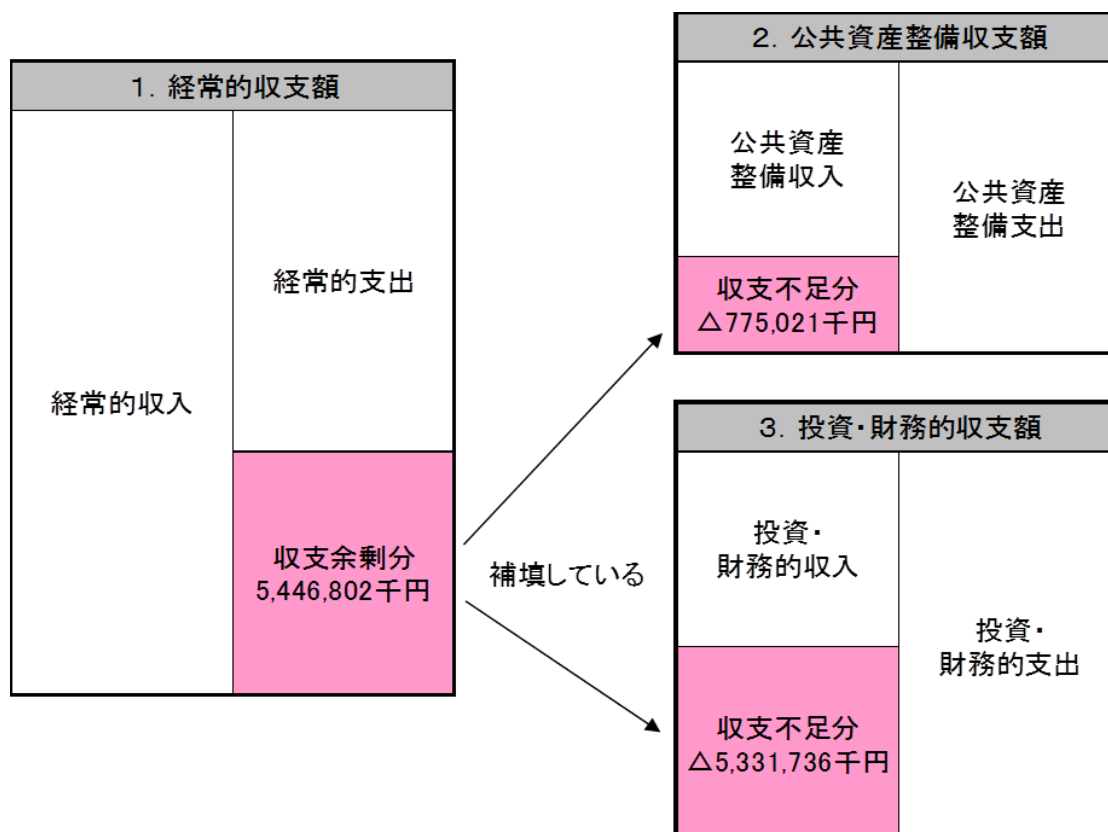 1．経常的収支額
経常的収入
経常的支出
収支余剰分
5,446,802千円
補填している
2．公共資産整備収支額
公共資産
整備収入
収支不足分
△775,021千円
公共資産
整備支出
3．投資・財務的収支額
投資・
財務的収入
収支不足分
△5,331,736千円
投資・
財務的支出